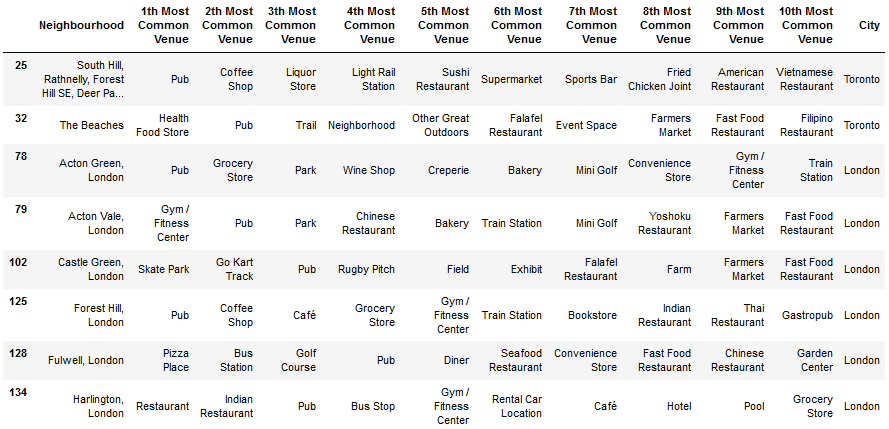 Neighbourhood 1th Most Common Venue 2th Most Common Venue 3th Most Common Venue 4th Most Common Venue 5th Most Common Venue 6th Most Common Venue 7th Most Common Venue 8th Most Common Venue 9th Most Common Venue 10th Most Common Venue City
25 South Hill, Rathnelly, Forest Hill SE, Deer Pa... Pub Coffee Shop Liquor Store Light Rail Station Sushi Restaurant Supermarket Sports Bar Fried Chicken Joint American Restaurant Vietnamese Restaurant Toronto
32 The Beaches Health Food Store Pub Trail Neighborhood Other Great Outdoors Falafel Restaurant Event Space Farmers Market Fast Food Restaurant Filipino Restaurant Toronto
78 Acton Green, London Pub Grocery Store Park Wine Shop Creperie Bakery Mini Golf Convenience Store Gym / Fitness Center Train Station London
79 Acton Vale, London Gym / Fitness Center Pub Park Chinese Restaurant Bakery Train Station Mini Golf Yoshoku Restaurant Farmers Market Fast Food Restaurant London
102 Castle Green, London Skate Park Go Kart Track Pub Rugby Pitch Field Exhibit Falafel Restaurant Farm Farmers Market Fast Food Restaurant London
125 Forest Hill, London Pub Coffee Shop Café Grocery Store Gym / Fitness Center Train Station Bookstore Indian Restaurant Thai Restaurant Gastropub London
128 Fulwell, London Pizza Place Bus Station Golf Course Pub Diner Seafood Restaurant Convenience Store Fast Food Restaurant Chinese Restaurant Garden Center London
134 Harlington, London Restaurant Indian Restaurant Pub Bus Stop Gym / Fitness Center Rental Car Location Café Hotel Pool Grocery Store London